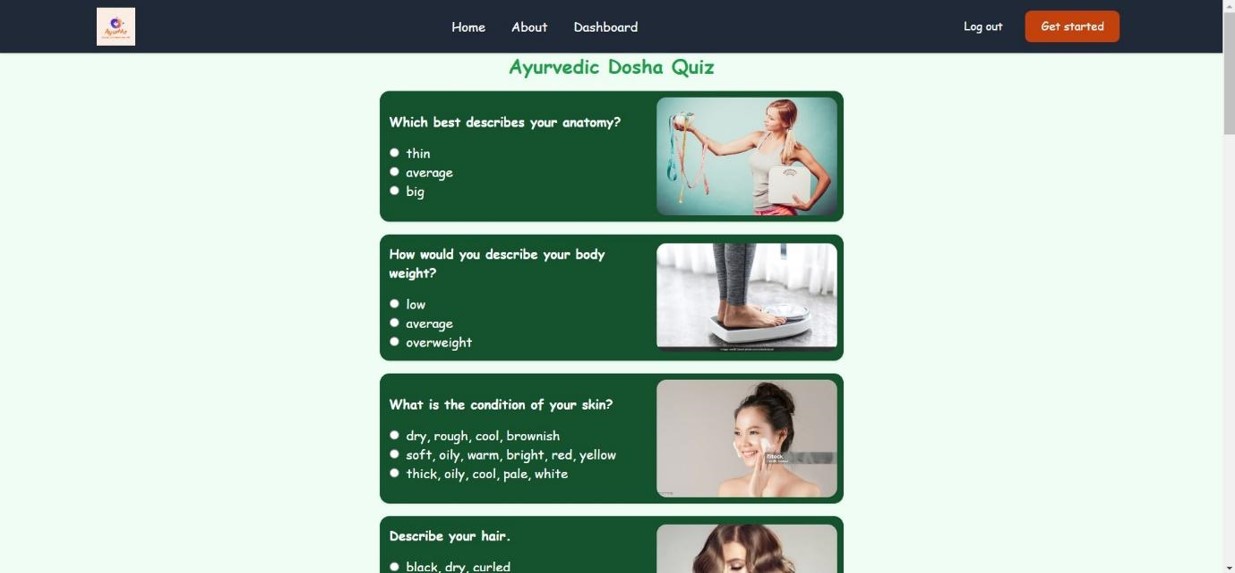 Home About Dashboard Log out Get started
Ayurvedic Dosha Quiz
Which best describes your anatomy?
thin
average
big
How would you describe your body
weight?
low
average
overweight
What is the condition of your skin?
dry, rough, cool, brownish
soft, oily, warm, bright, red, yellow
thick, oily, cool, pale, white
iStock
Describe your hair.
black, dry, curled